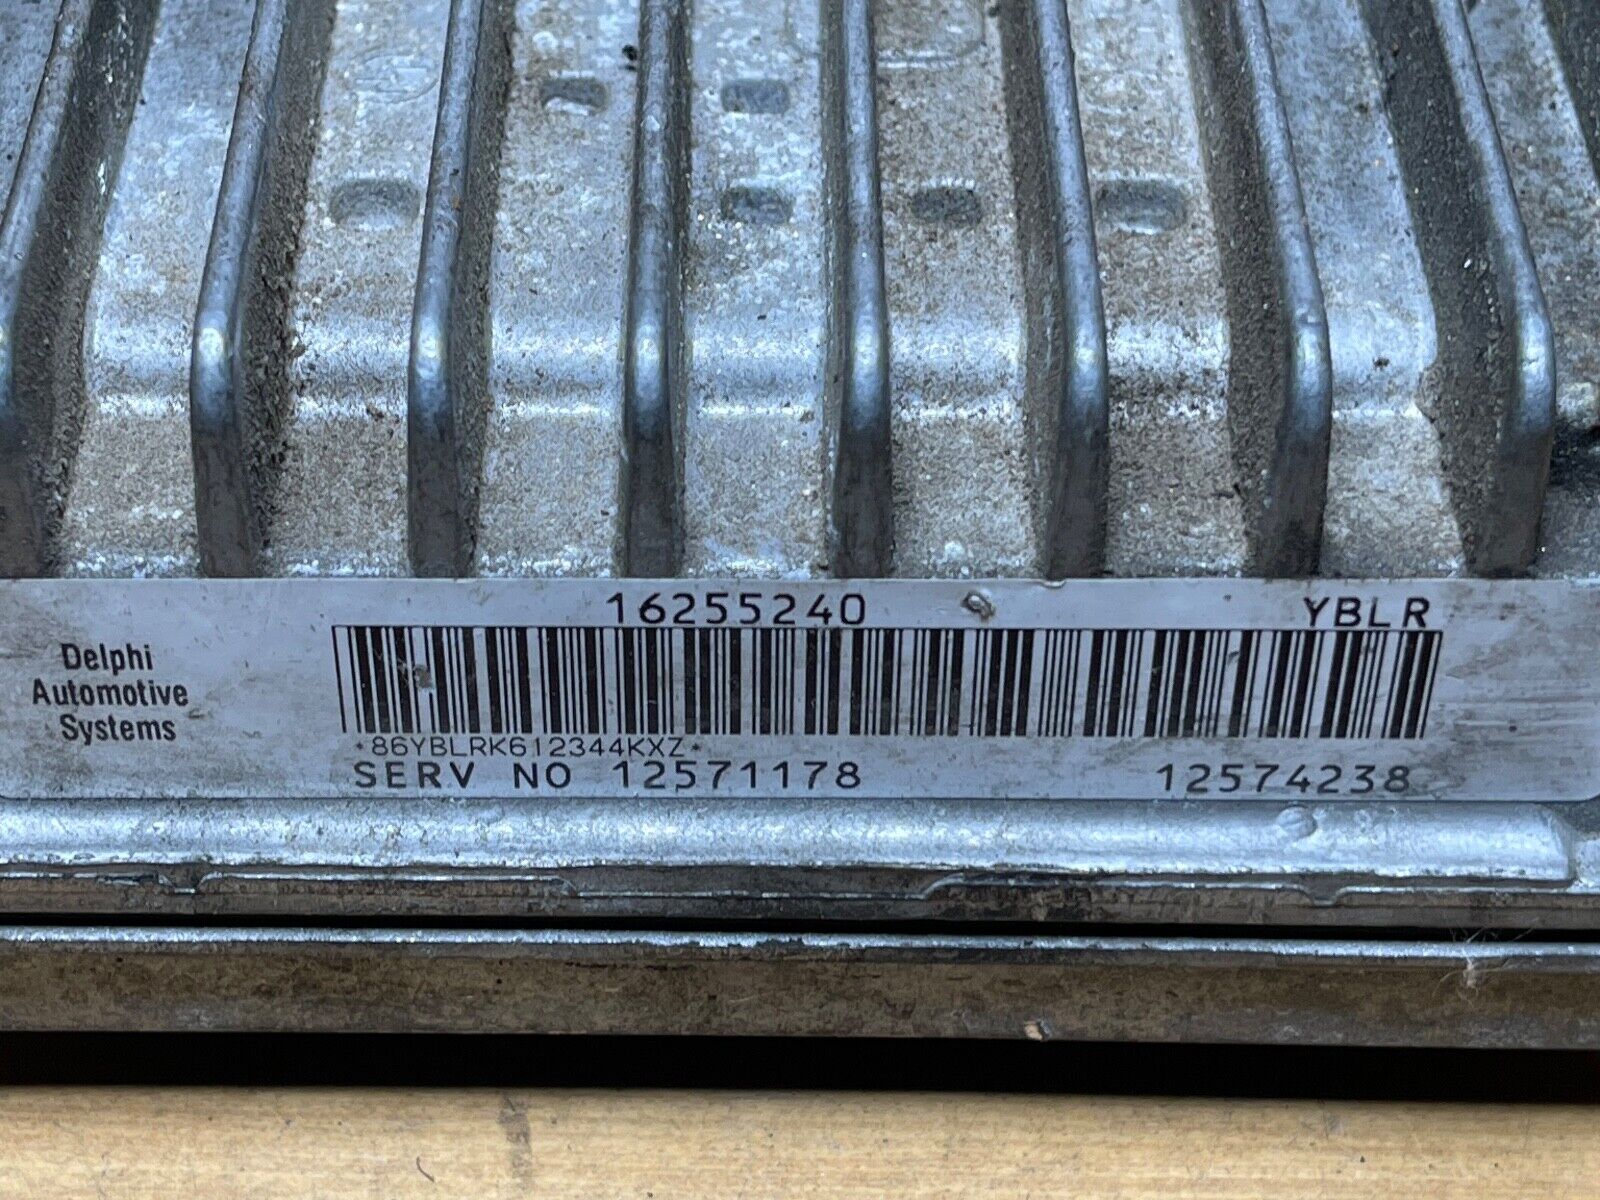 16255240 YBLR
Delphi
Automotive
Systems
*86YBLRK612344KXZ*
SERV NO 12571178 12574238